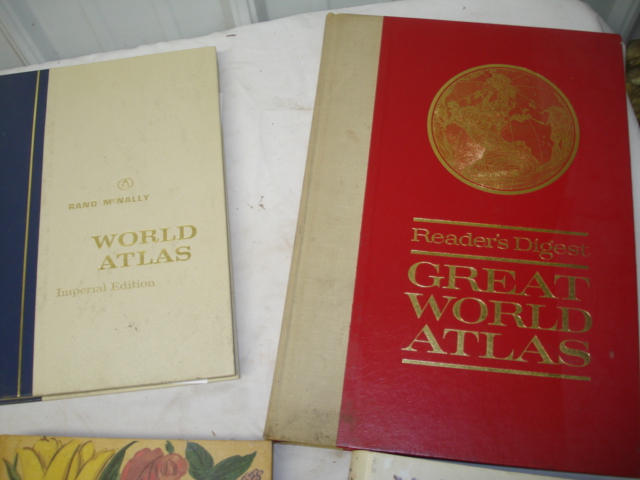 RAND McNALLY
WORLD
ATLAS
Imperial Edition
Reader's Digest
GREAT
WORLD
ATLAS